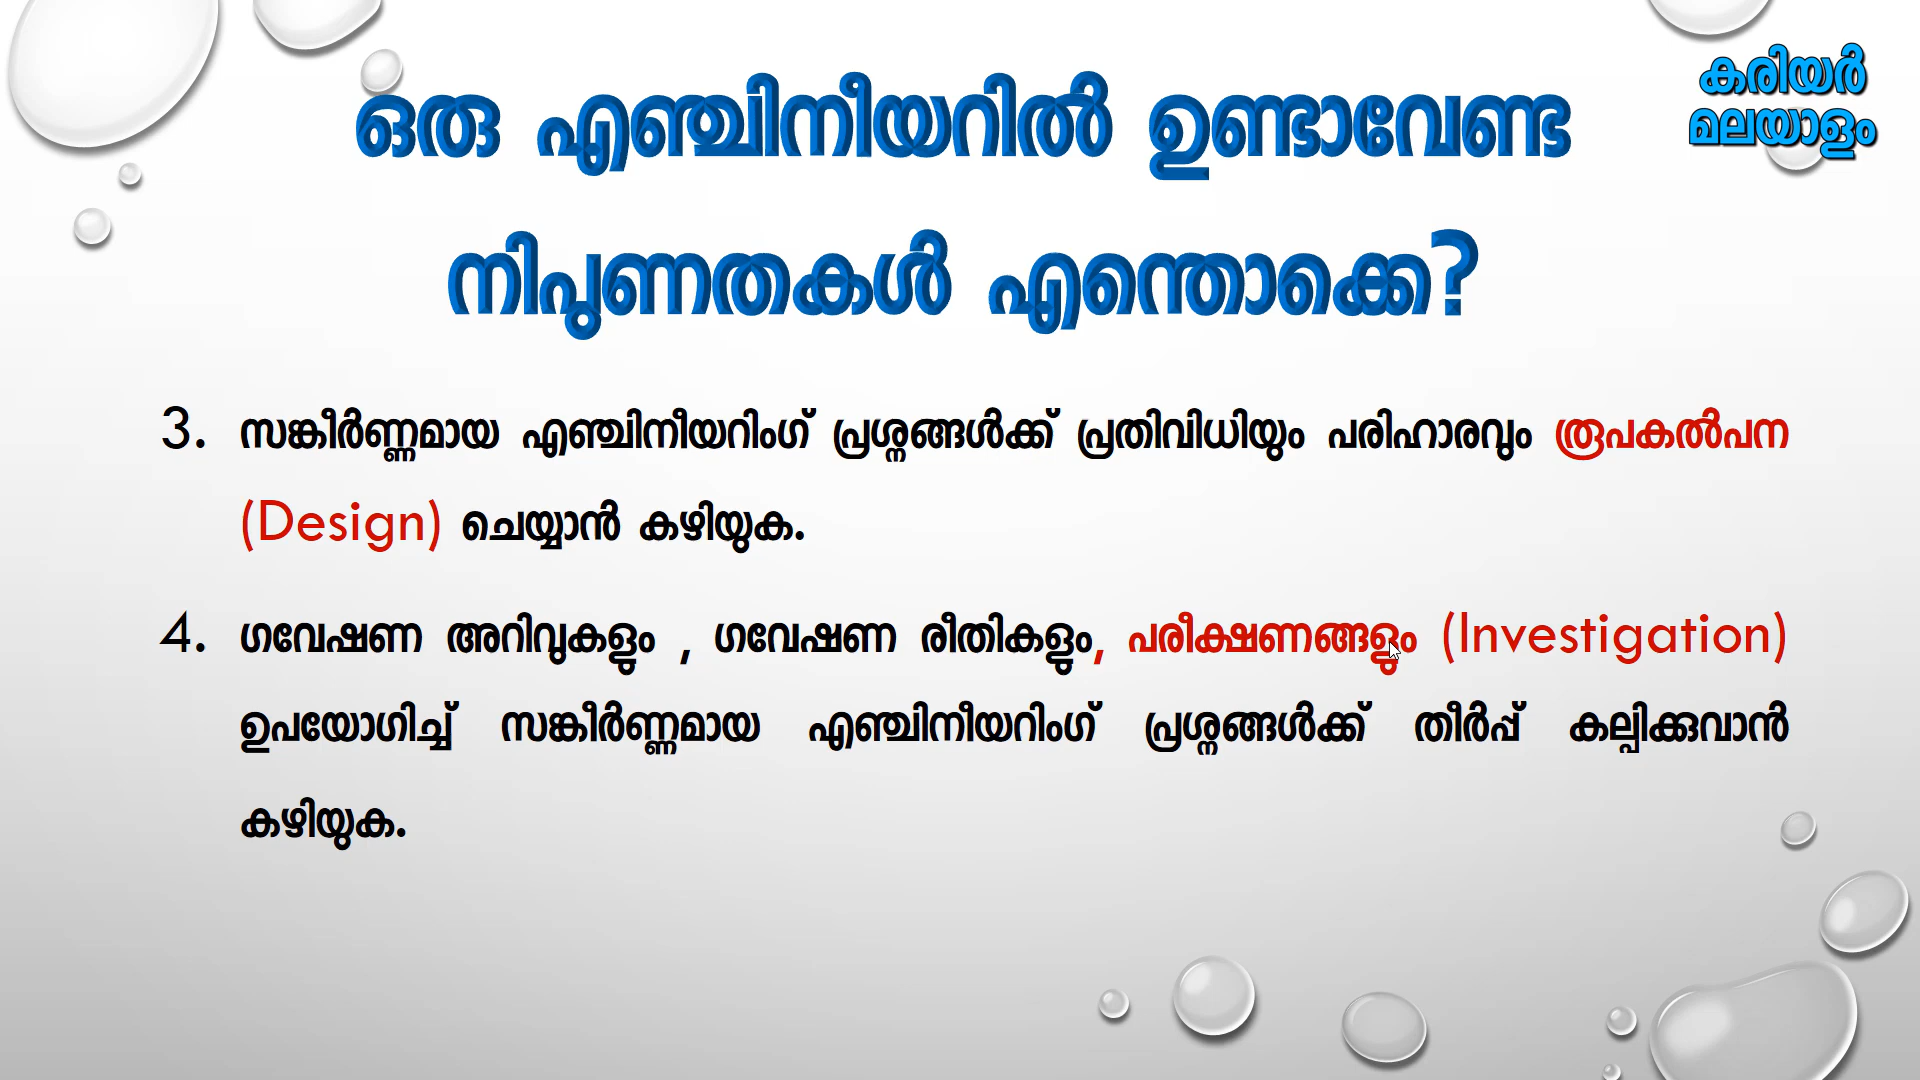 കരിയർ
മലയാളം
ഒരു എഞ്ചിനീയറിൽ ഉണ്ടാവേണ്ട
നിപുണതകൾ എന്തൊക്കെ?
3. സങ്കീർണ്ണമായ എഞ്ചിനീയറിംഗ് പ്രശ്നങ്ങൾക്ക് പ്രതിവിധിയും പരിഹാരവും രൂപകൽപന
(Design) ചെയ്യാൻ കഴിയുക.
4. ഗവേഷണ അറിവുകളും , ഗവേഷണ രീതികളും, പരീക്ഷണങ്ങളും (Investigation)
ഉപയോഗിച്ച് സങ്കീർണ്ണമായ എഞ്ചിനീയറിംഗ് പ്രശ്നങ്ങൾക്ക് തീർപ്പ് കല്പിക്കുവാൻ
കഴിയുക.